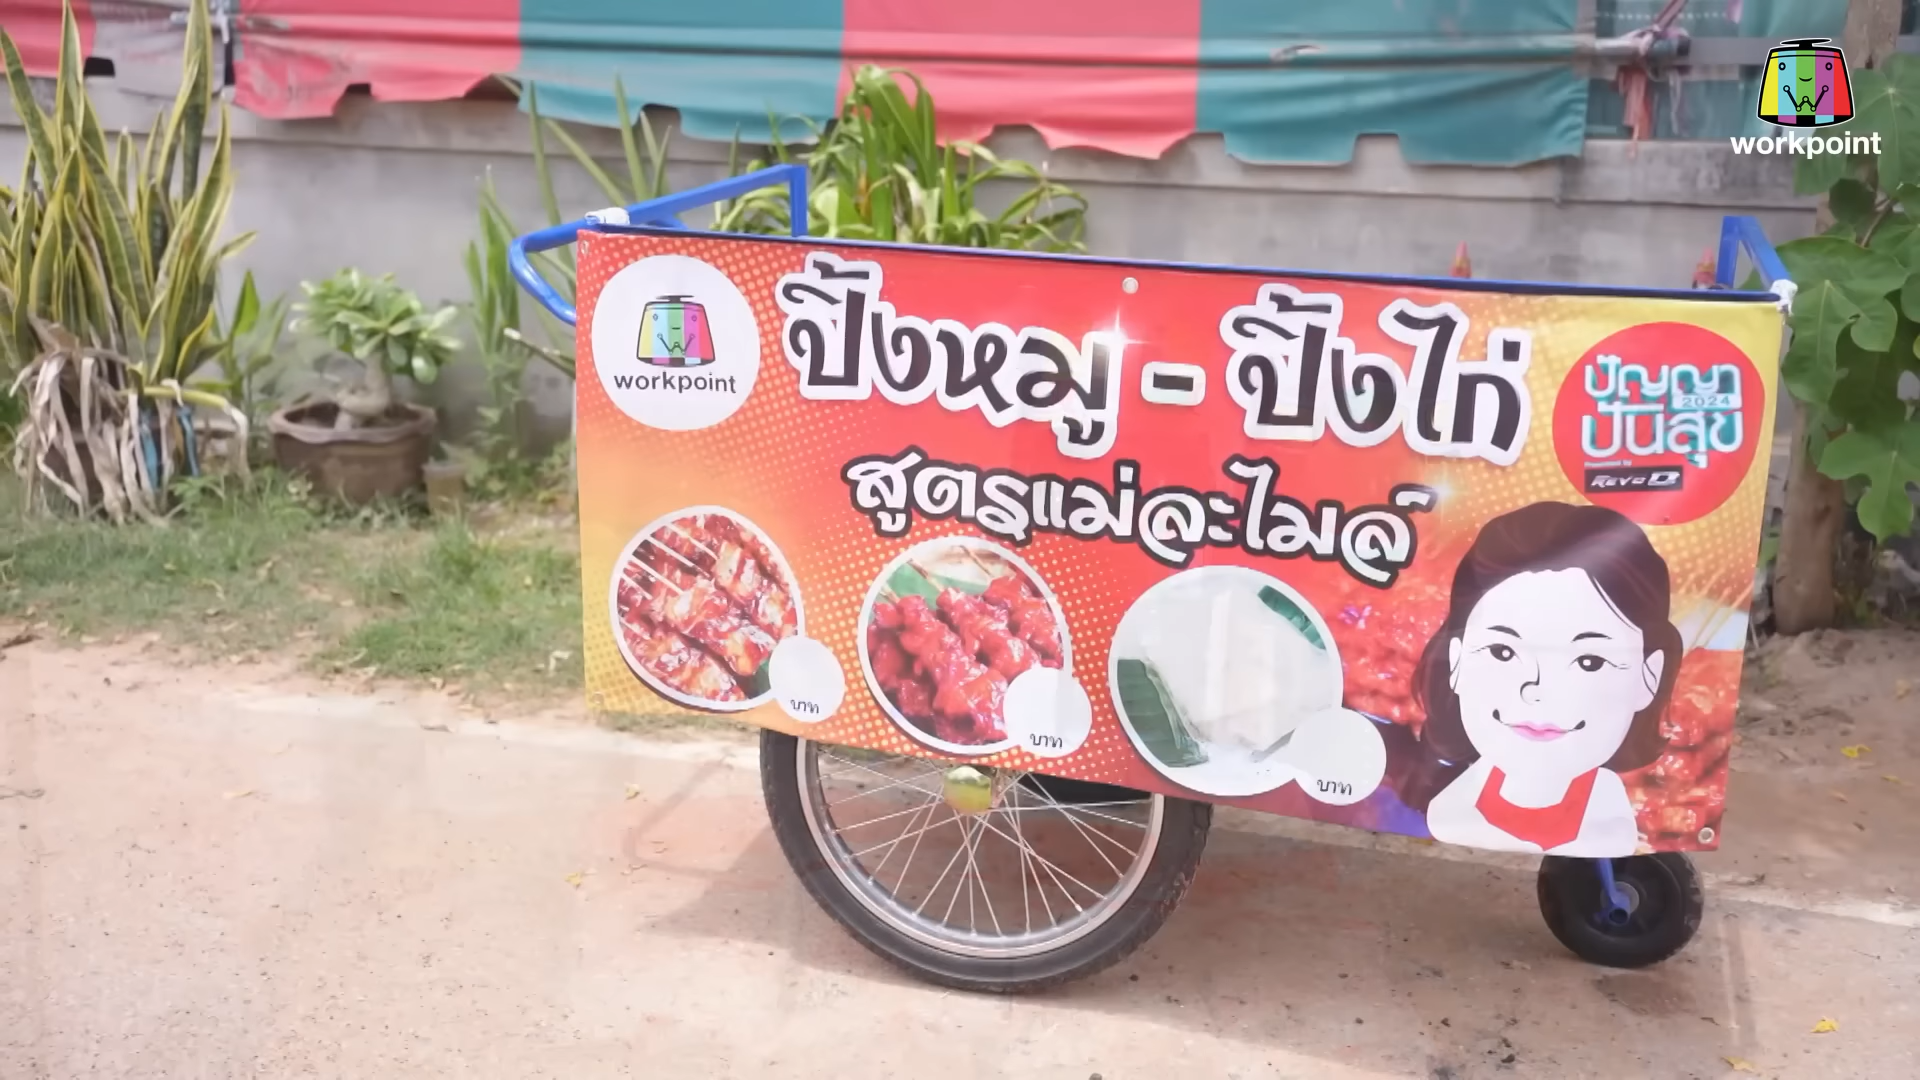 workpoint
workpoint
ปิ้งหมู - ปิ้งไก่
สูตรแม่ละไมล์
ปัญญา
2024
ปันสุข
Presented by
REVO D
บาท
บาท
บาท